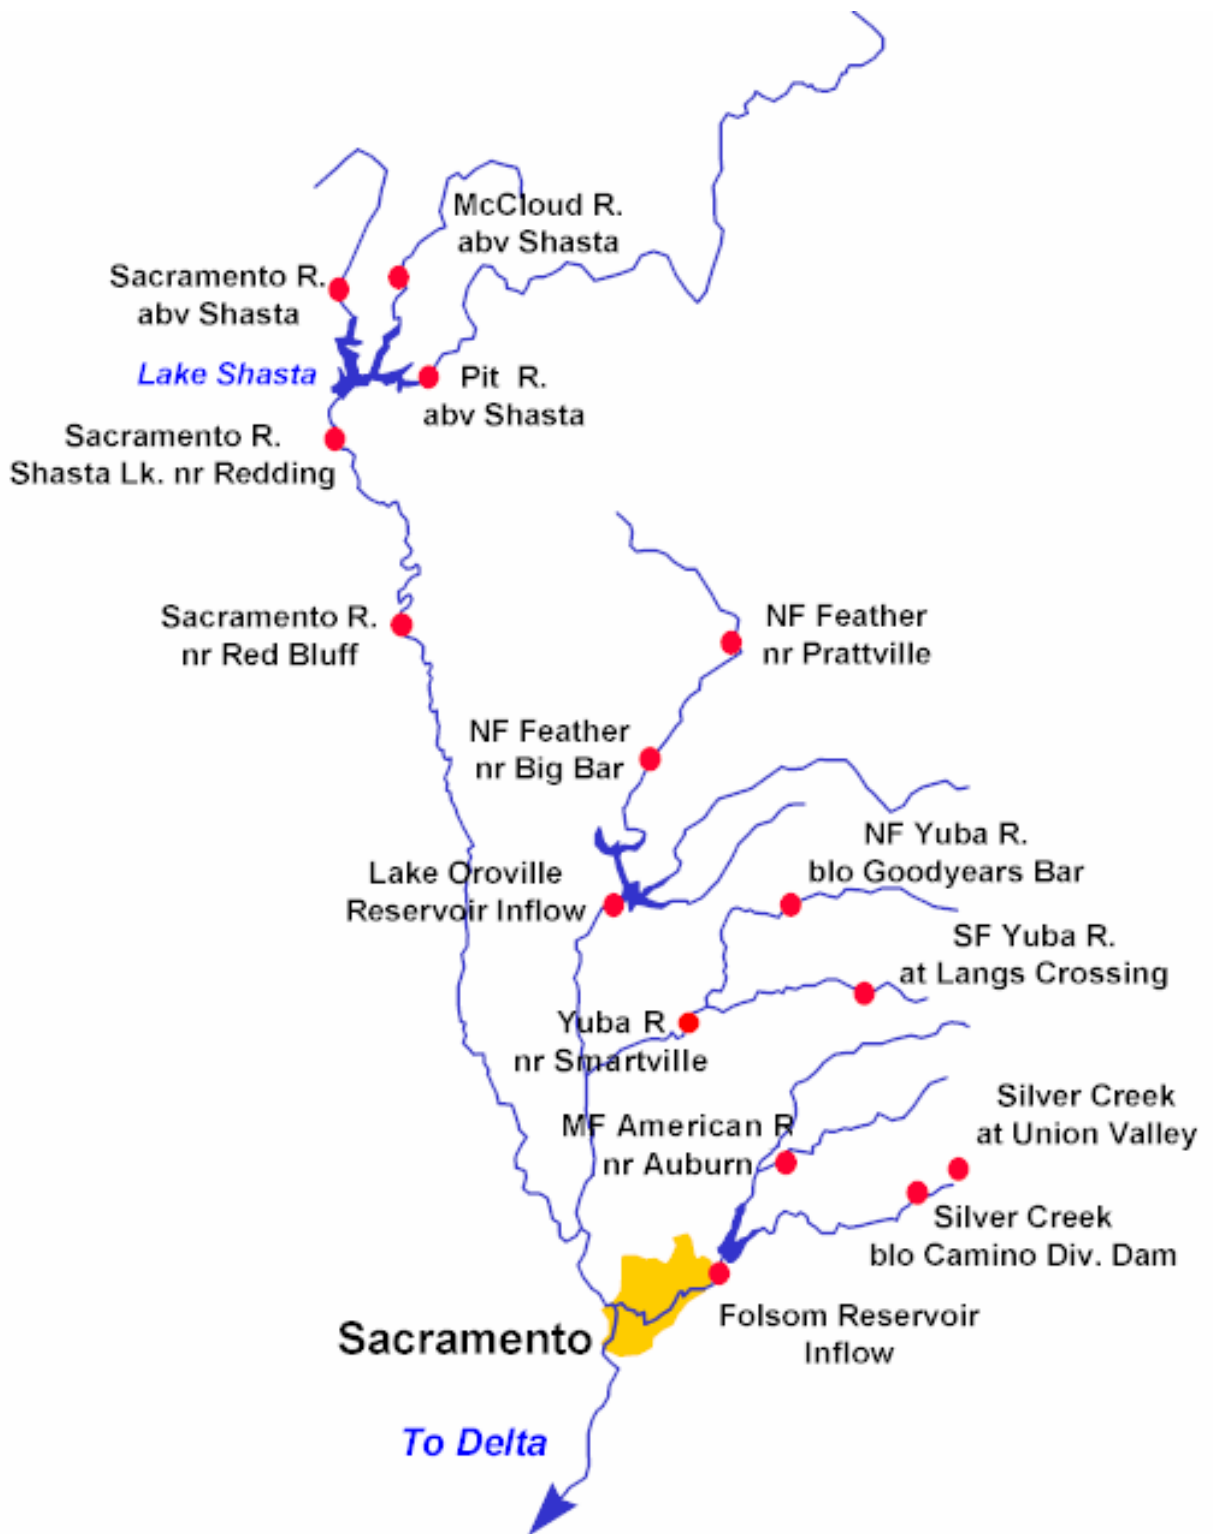 McCloud R.
abv Shasta
Sacramento R.
abv Shasta
Lake Shasta
Pit R.
abv Shasta
Sacramento R.
Shasta Lk. nr Redding
Sacramento R.
nr Red Bluff
NF Feather
nr Prattville
NF Feather
nr Big Bar
NF Yuba R.
blo Goodyears Bar
Lake Oroville
Reservoir Inflow
SF Yuba R.
at Langs Crossing
Yuba R.
nr Smartville
Silver Creek
at Union Valley
MF American R
nr Auburn
Silver Creek
blo Camino Div. Dam
Folsom Reservoir
Inflow
Sacramento
To Delta